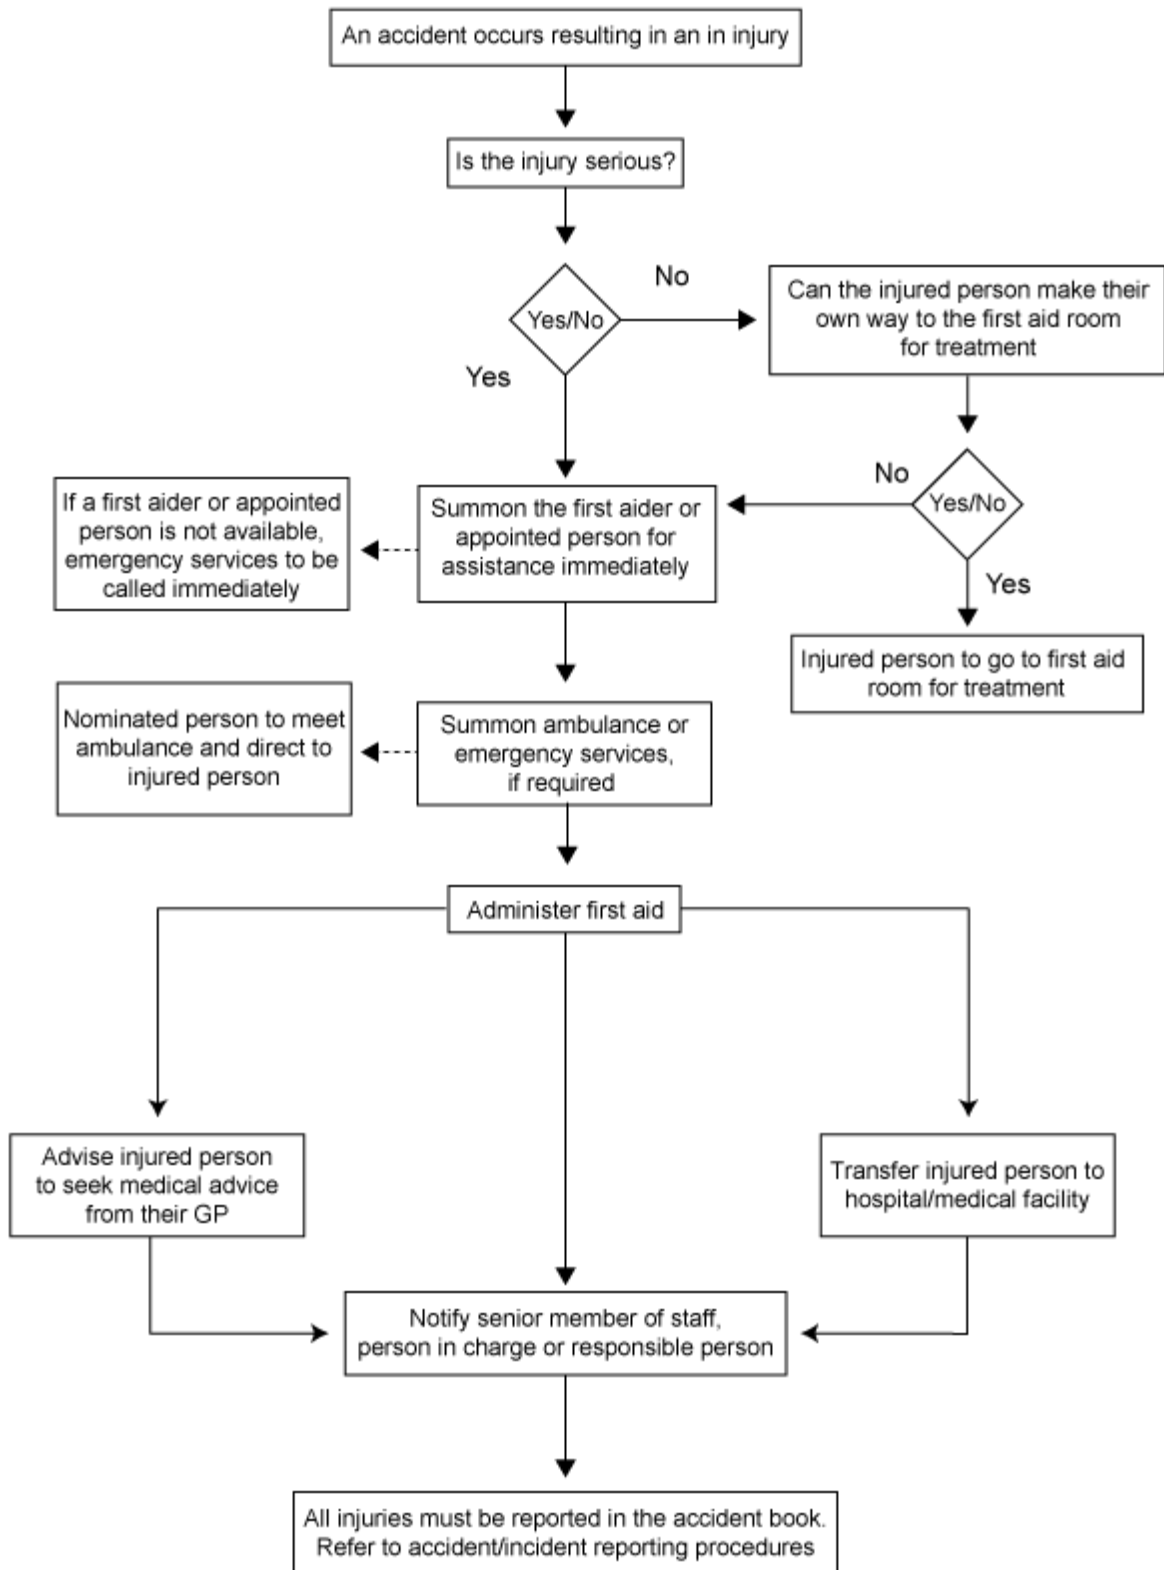 An accident occurs resulting in an in injury
Is the injury serious?
Yes/No
No
Can the injured person make their
own way to the first aid room
for treatment
Yes
No
Yes/No
Yes
If a first aider or appointed
person is not available,
emergency services to be
called immediately
Summon the first aider or
appointed person for
assistance immediately
Injured person to go to first aid
room for treatment
Nominated person to meet
ambulance and direct to
injured person
Summon ambulance or
emergency services,
if required
Administer first aid
Advise injured person
to seek medical advice
from their GP
Transfer injured person to
hospital/medical facility
Notify senior member of staff,
person in charge or responsible person
All injuries must be reported in the accident book.
Refer to accident/incident reporting procedures